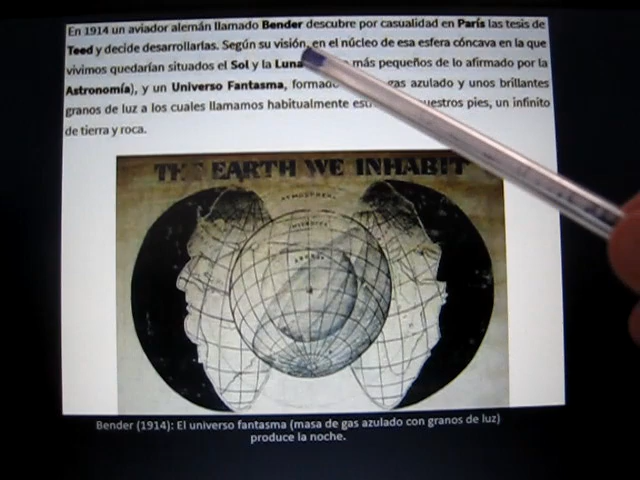 En 1914 un aviador alemán llamado Bender descubre por casualidad en París las tesis de
Teed y decide desarrollarlas. Según su visión, en el núcleo de esa esfera cóncava en la que
vivimos quedarían situados el Sol y la Luna más pequeños de lo afirmado por la
Astronomía), y un Universo Fantasma, formado gas azulado y unos brillantes
granos de luz a los cuales llamamos habitualmente nuestros pies, un infinito
de tierra y roca.
THE EARTH WE INHABIT
ATMOSPHERE
Bender (1914): El universo fantasma (masa de gas azulado con granos de luz)
produce la noche.